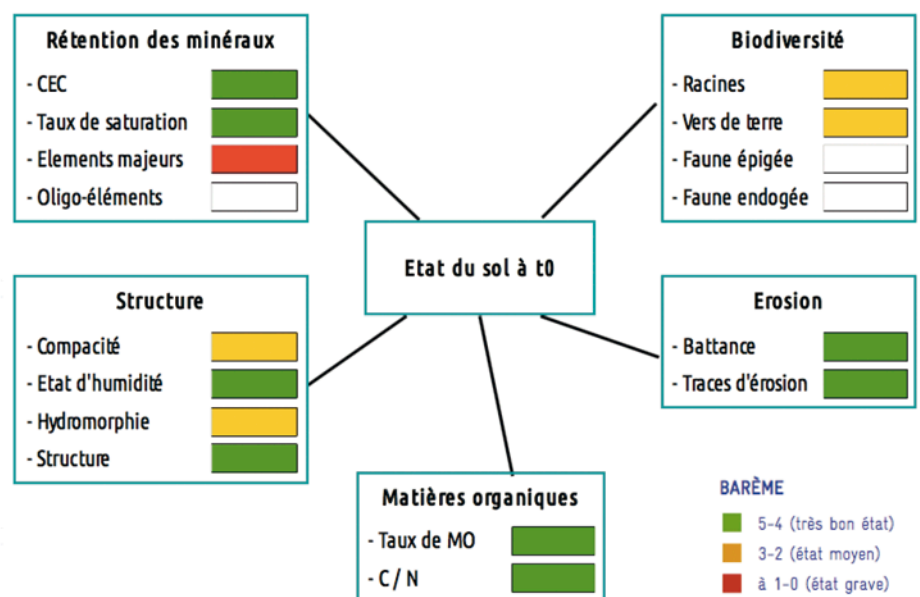 Rétention des minéraux
- CEC
- Taux de saturation
- Elements majeurs
- Oligo-éléments
Biodiversité
- Racines
- Vers de terre
- Faune épigée
- Faune endogée
Etat du sol à t0
Structure
- Compacité
- Etat d'humidité
- Hydromorphie
- Structure
Erosion
- Battance
- Traces d'érosion
Matières organiques
- Taux de MO
- C / N
BARÈME
5-4 (très bon état)
3-2 (état moyen)
à 1-0 (état grave)